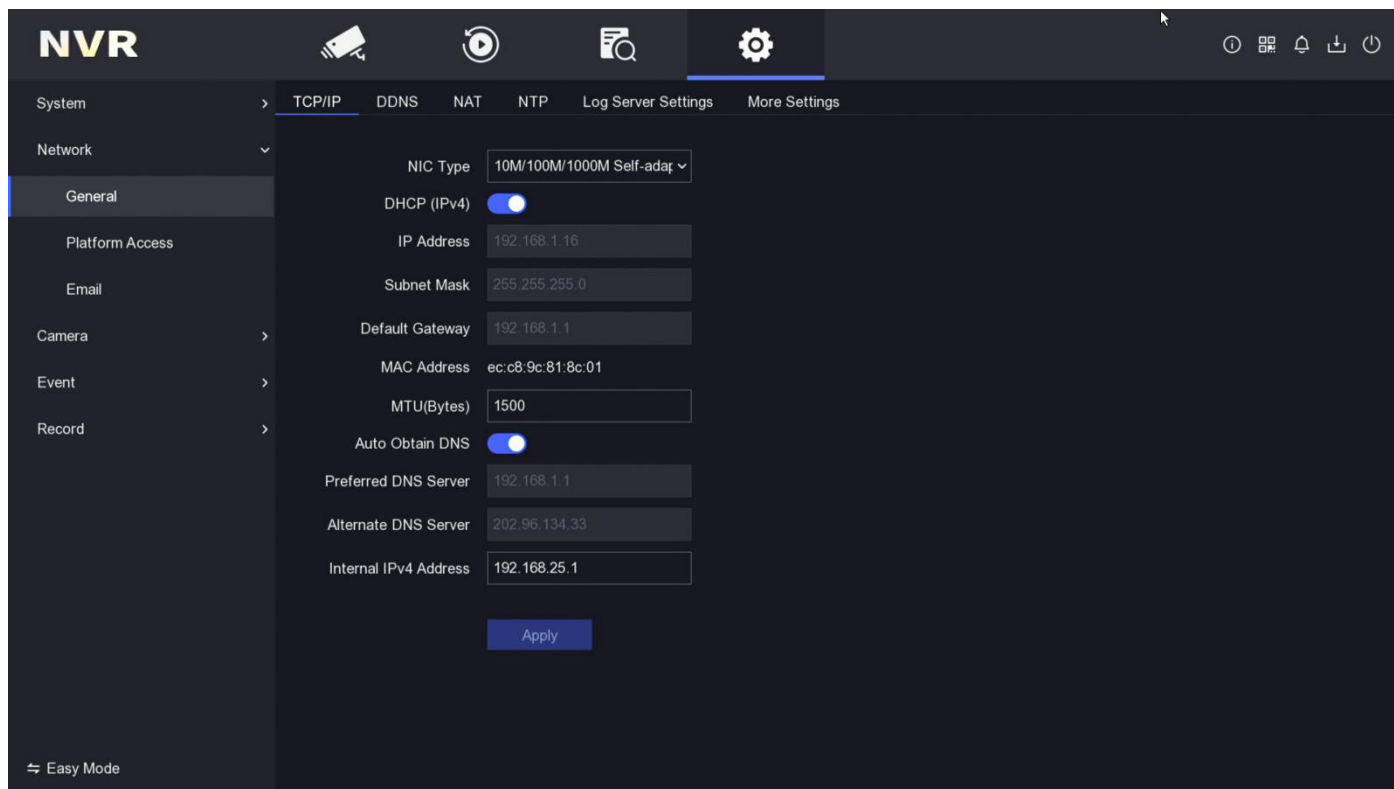 NVR
System
Network
General
Platform Access
Email
Camera
Event
Record
Easy Mode
TCP/IP DDNS NAT NTP Log Server Settings More Settings
NIC Type 10M/100M/1000M Self-adap
DHCP (IPv4)
IP Address 192.168.1.16
Subnet Mask 255.255.255.0
Default Gateway 192.168.1.1
MAC Address ec:c8:9c:81:8c:01
MTU(Bytes) 1500
Auto Obtain DNS
Preferred DNS Server 192.168.1.1
Alternate DNS Server 202.96.134.33
Internal IPv4 Address 192.168.25.1
Apply